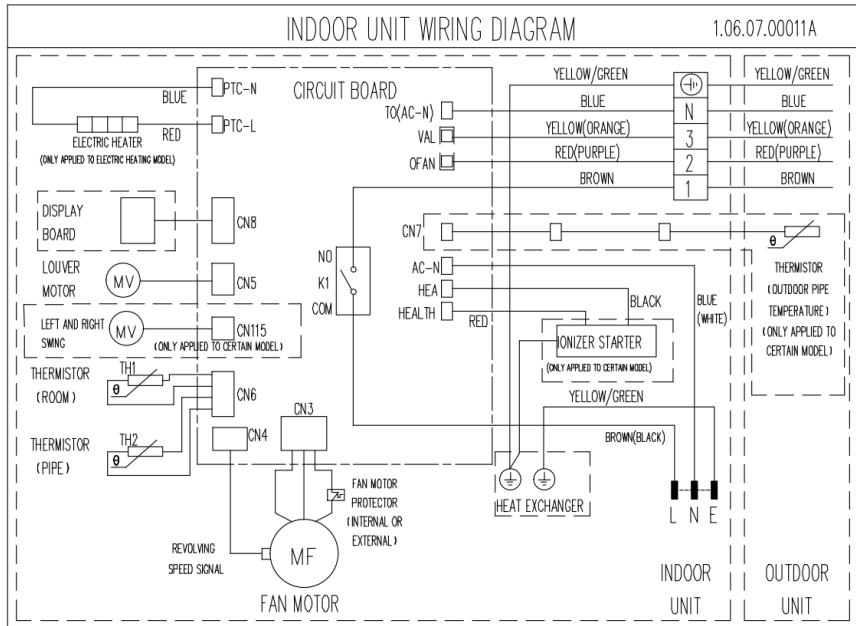 INDOOR UNIT WIRING DIAGRAM
1.06.07.00011A
PTC-N
BLUE
CIRCUIT BOARD
PTC-L
RED
ELECTRIC HEATER
(ONLY APPLIED TO ELECTRIC HEATING MODEL)
TO(AC-N)
VAL
OFAN
YELLOW/GREEN
BLUE
YELLOW(ORANGE)
RED(PURPLE)
BROWN
N
3
2
1
YELLOW/GREEN
BLUE
YELLOW(ORANGE)
RED(PURPLE)
BROWN
DISPLAY
BOARD
CN8
LOUVER
MOTOR
MV
CN5
LEFT AND RIGHT
SWING
MV
CN115
(ONLY APPLIED TO CERTAIN MODEL)
NO
K1
COM
CN7
θ
AC-N
HEA
HEALTH
RED
BLACK
BLUE
(WHITE)
THERMISTOR
(OUTDOOR PIPE
TEMPERATURE)
(ONLY APPLIED TO
CERTAIN MODEL)
IONIZER STARTER
(ONLY APPLIED TO CERTAIN MODEL)
THERMISTOR
(ROOM)
TH1
θ
CN6
THERMISTOR
(PIPE)
TH2
θ
CN4
CN3
YELLOW/GREEN
BROWN(BLACK)
HEAT EXCHANGER
L N E
FAN MOTOR
PROTECTOR
(INTERNAL OR
EXTERNAL)
REVOLVING
SPEED SIGNAL
MF
FAN MOTOR
INDOOR
UNIT
OUTDOOR
UNIT